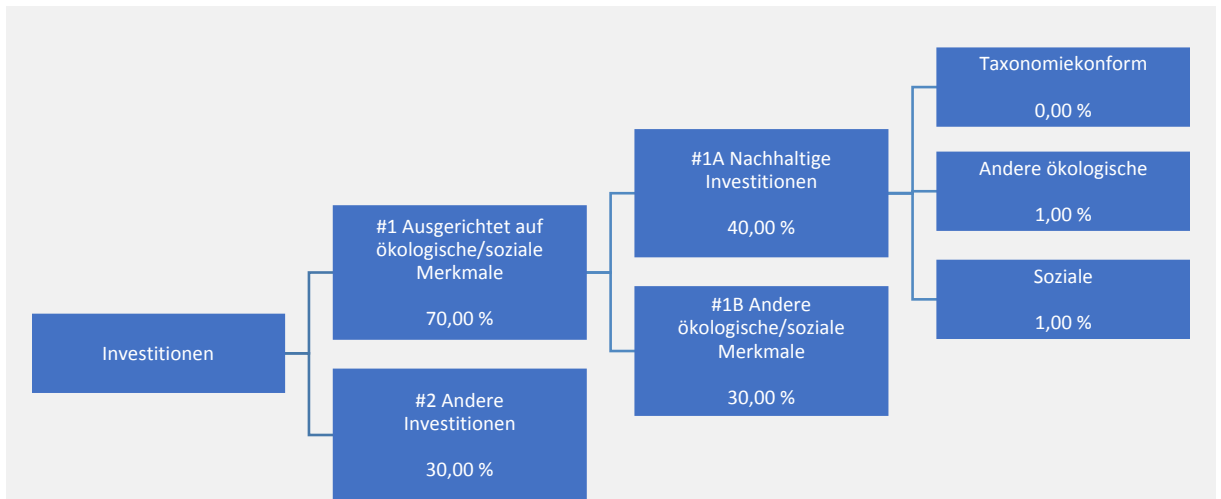 Investitionen
#1 Ausgerichtet auf
ökologische/soziale
Merkmale
70,00 %
#2 Andere
Investitionen
30,00 %
#1A Nachhaltige
Investitionen
40,00 %
#1B Andere
ökologische/soziale
Merkmale
30,00 %
Taxonomiekonform
0,00 %
Andere ökologische
1,00 %
Soziale
1,00 %